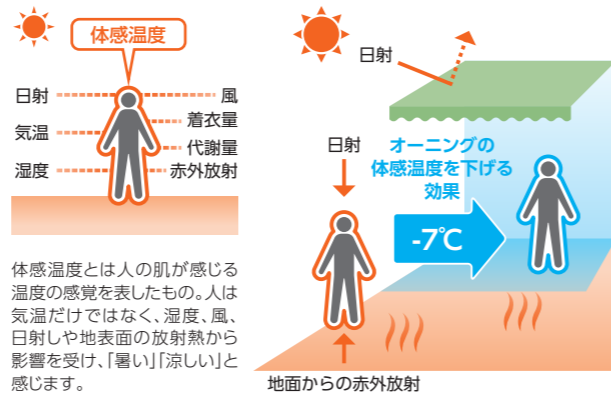 体感温度
日射
気温
湿度
風
着衣量
代謝量
赤外放射
体感温度とは人の肌が感じる
温度の感覚を表したもの。人は
気温だけではなく、湿度、風、
日射しや地表面の放射熱から
影響を受け、「暑い」「涼しい」と
感じます。
日射
日射
オーニングの
体感温度を下げる
効果
-7℃
地面からの赤外放射